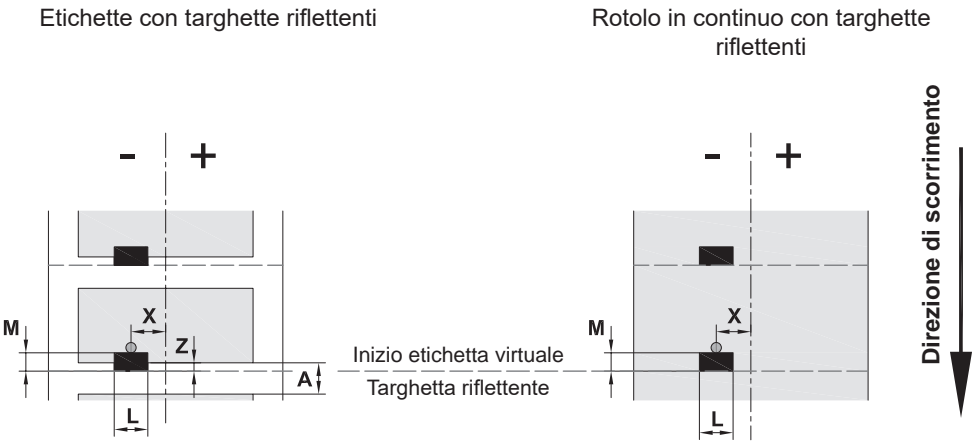 Etichette con targhette riflettenti
Rotolo in continuo con targhette
riflettenti
- +
- +
Direzione di scorrimento
X
M
Z
A
L
Inizio etichetta virtuale
Targhetta riflettente
X
M
L